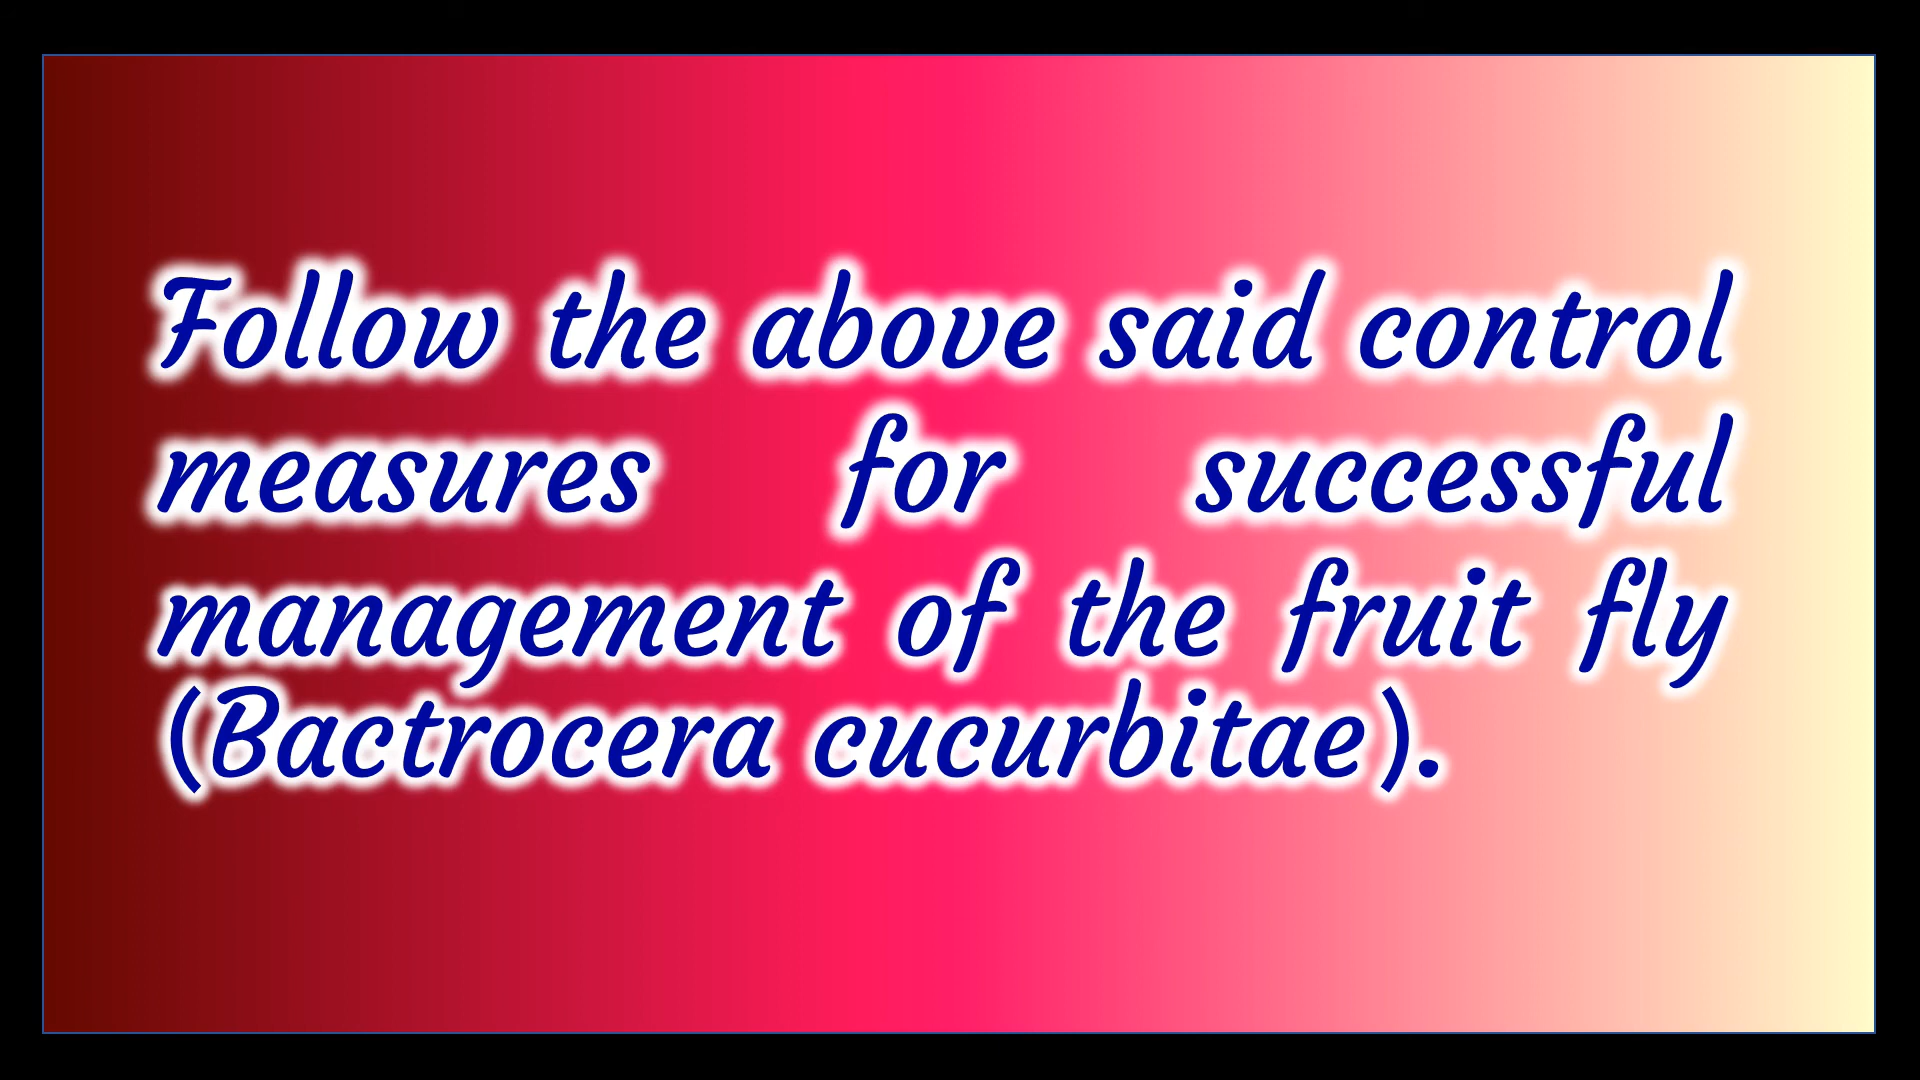 Follow the above said control
measures for successful
management of the fruit fly
(Bactrocera cucurbitae).